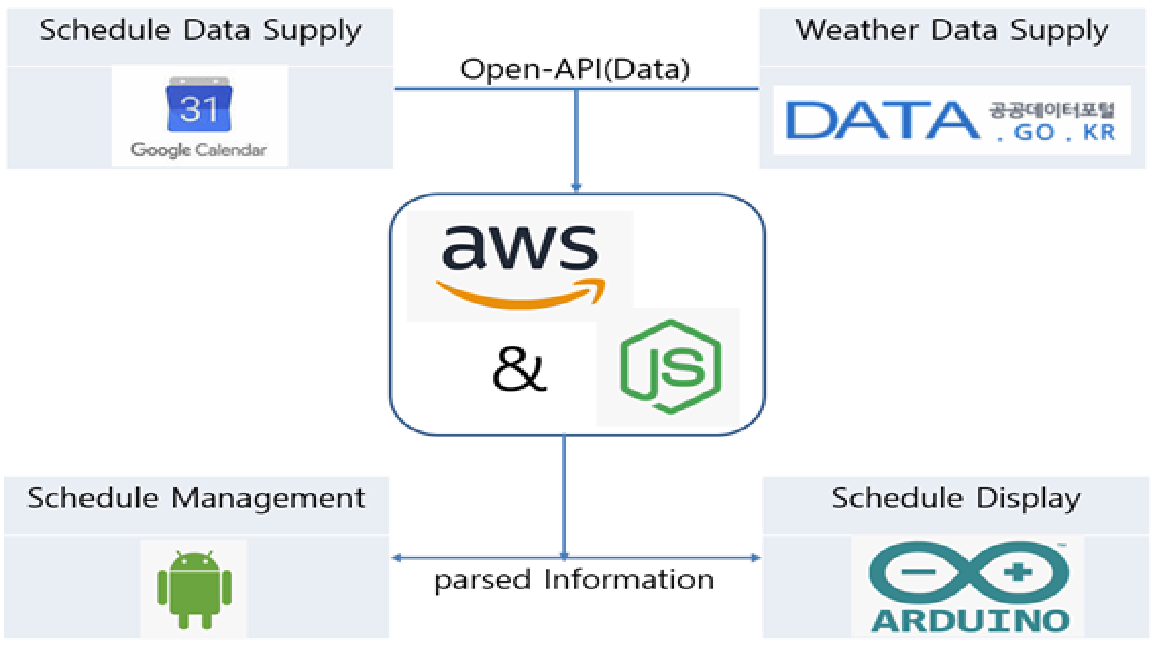 Schedule Data Supply
Weather Data Supply
Open-API(Data)
31
Google Calendar
DATA 공공데이터포털
. GO . KR
aws
&
JS
Schedule Management
Schedule Display
parsed Information
ARDUINO